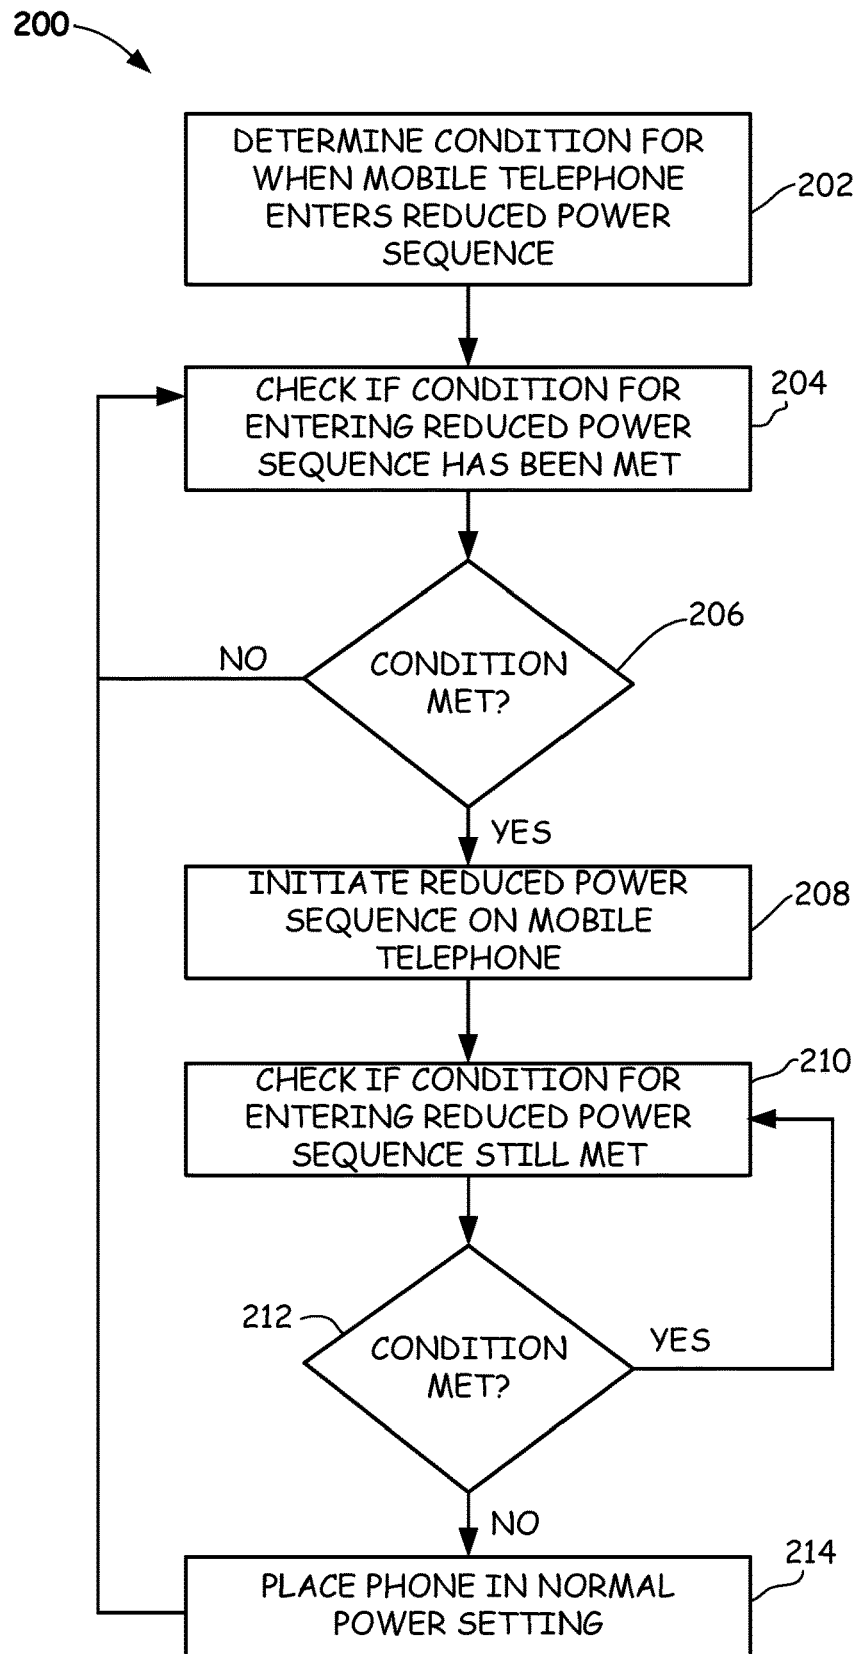 200
DETERMINE CONDITION FOR
WHEN MOBILE TELEPHONE
ENTERS REDUCED POWER
SEQUENCE
202
CHECK IF CONDITION FOR
ENTERING REDUCED POWER
SEQUENCE HAS BEEN MET
204
CONDITION
MET?
206
NO
YES
INITIATE REDUCED POWER
SEQUENCE ON MOBILE
TELEPHONE
208
CHECK IF CONDITION FOR
ENTERING REDUCED POWER
SEQUENCE STILL MET
210
212
CONDITION
MET?
YES
NO
PLACE PHONE IN NORMAL
POWER SETTING
214